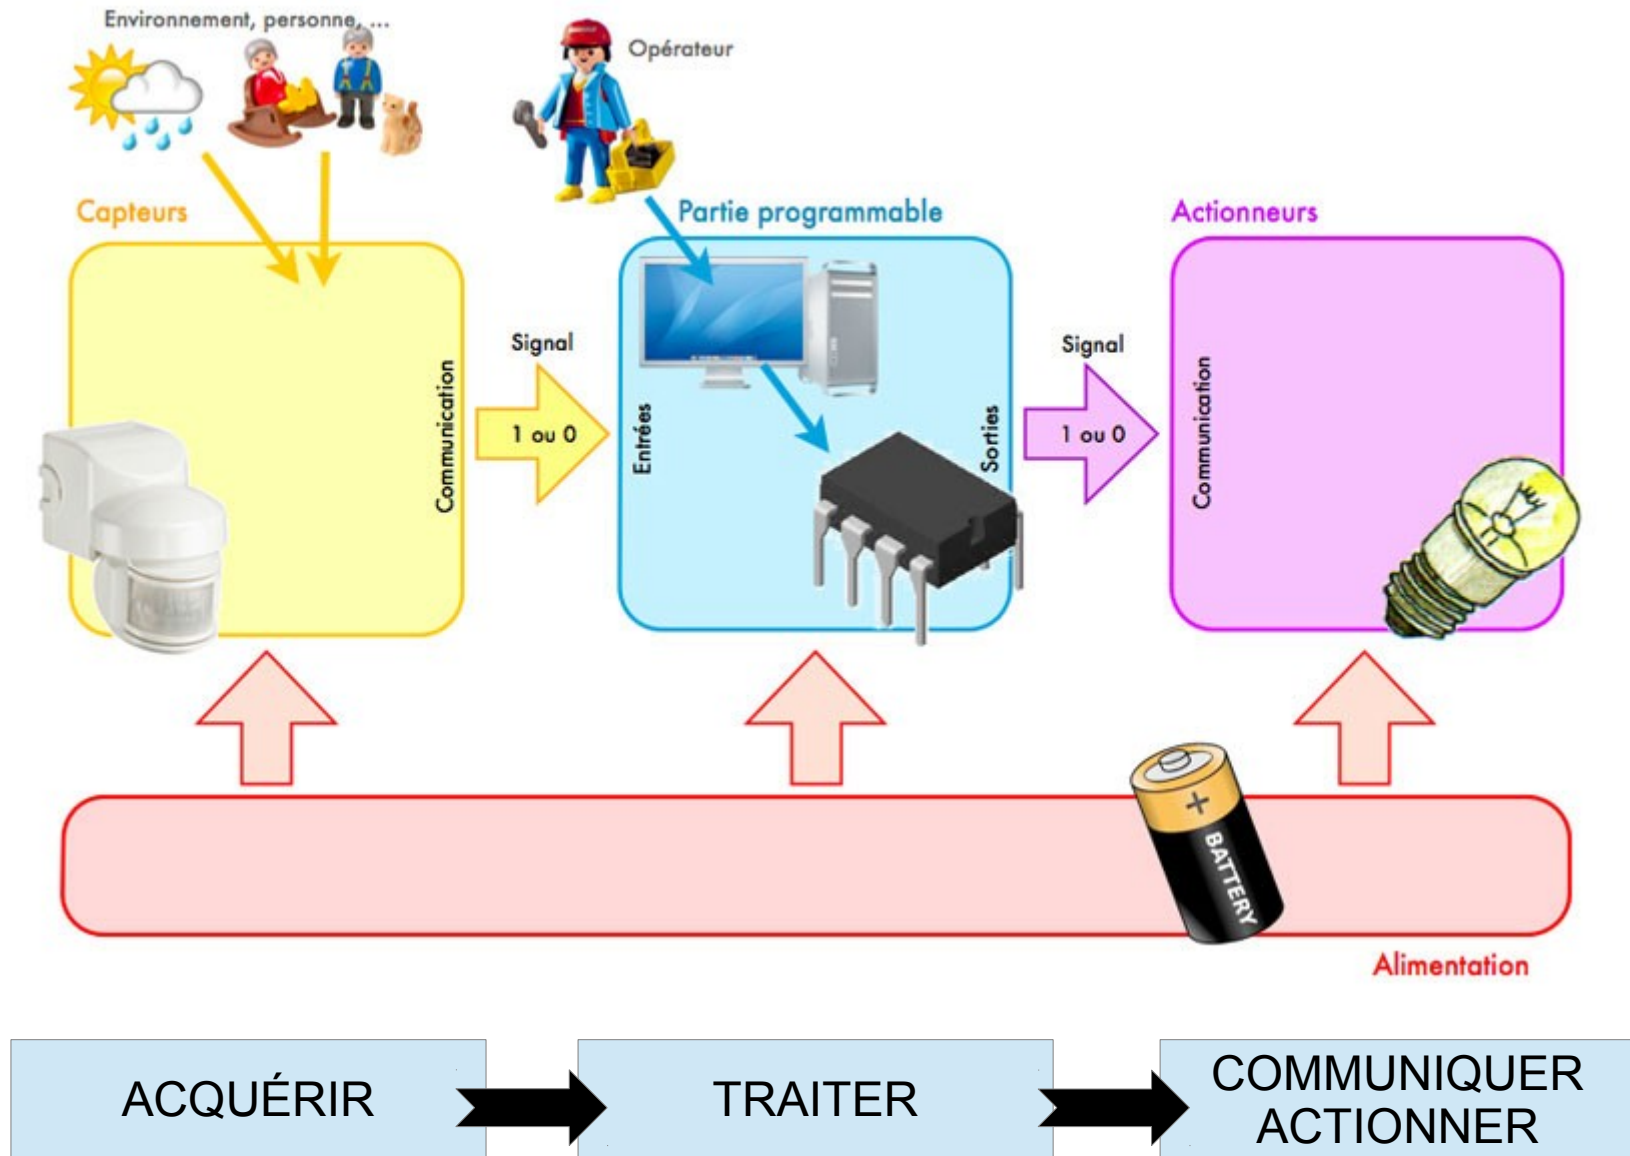 Environnement, personne, ...
Opérateur
Capteurs
Partie programmable
Actionneurs
Communication
Signal
1 ou 0
Entrées
Sorties
Signal
1 ou 0
Communication
+
BATTERY
Alimentation
ACQUÉRIR
TRAITER
COMMUNIQUER
ACTIONNER